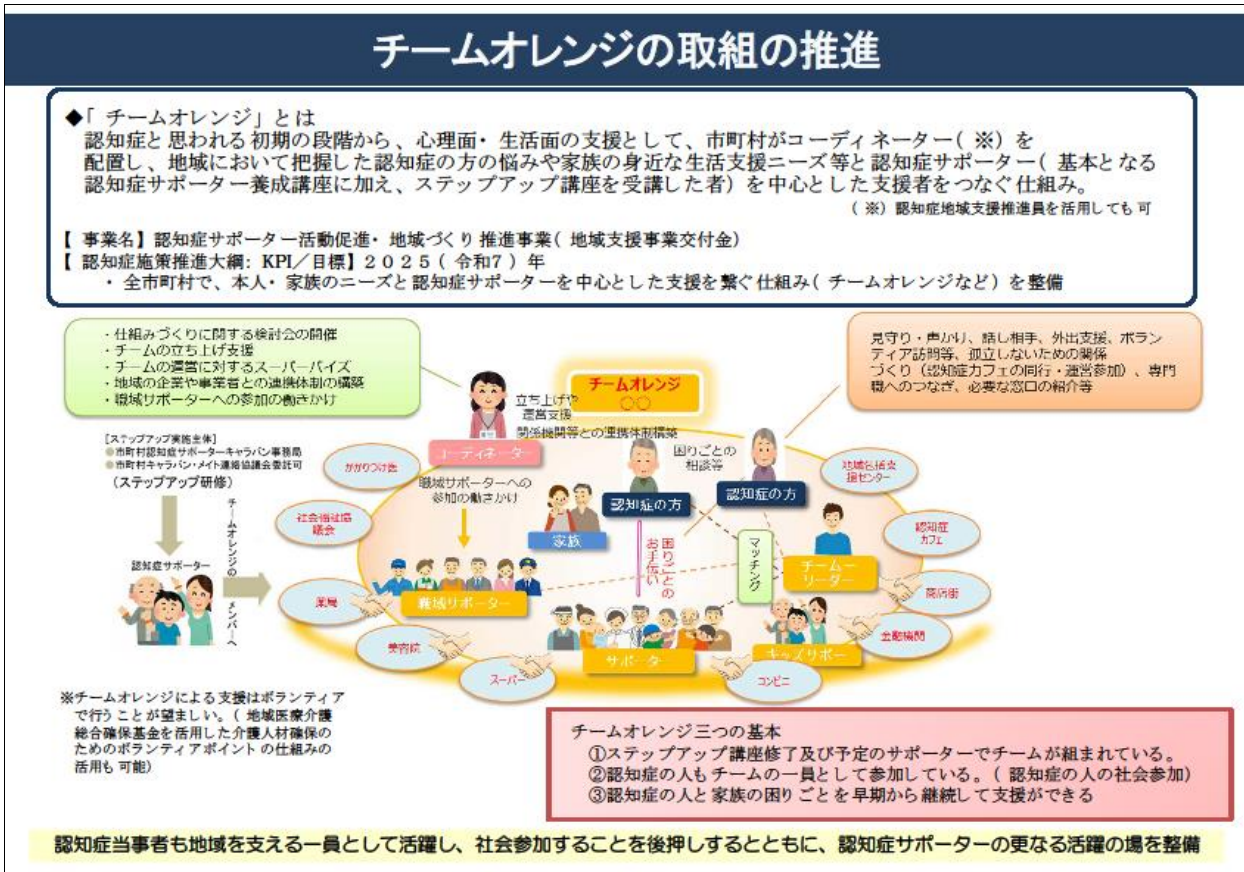 チームオレンジの取組の推進
◆「 チームオレンジ」とは
認知症と思われる初期の段階から、心理面・生活面の支援として、市町村がコーディネーター( ※) を
配置し、地域において把握した認知症の方の悩みや家族の身近な生活支援ニーズ等と認知症サポーター( 基本となる
認知症サポーター養成講座に加え、ステップアップ講座を受講した者) を中心とした支援者をつなぐ仕組み。
( ※) 認知症地域支援推進員を活用しても可
【 事業名】認知症サポーター活動促進・地域づくり推進事業( 地域支援事業交付金)
【 認知症施策推進大綱: KPI／目標】２０２５( 令和７) 年
・ 全市町村で、本人・家族のニーズと認知症サポーターを中心とした支援を繋ぐ仕組み( チームオレンジなど) を整備
・仕組みづくりに関する検討会の開催
・チームの立ち上げ支援
・チームの運営に対するスーパーバイズ
・地域の企業や事業者との連携体制の構築
・職域サポーターへの参加の働きかけ
見守り・声かけ、話し相手、外出支援、ボラン
ティア訪問等、孤立しないための関係
づくり（認知症カフェの同行・運営参加）、専門
職へのつなぎ、必要な窓口の紹介等
チームオレンジ
〇〇
立ち上げや
運営支援
関係機関等との連携体制構築
コーディネーター
困りごとの
相談等
[ステップアップ実施主体]
●市町村認知症サポーターキャラバン事務局
●市町村キャラバン・メイト連絡協議会委託可
（ステップアップ研修）
かかりつけ医
職域サポーターへの
参加の働きかけ
認知症の方
認知症の方
地域包括支
援センター
チームオレンジの
メンバーへ
社会福祉協
議会
家族
認知症
カフェ
困りごとの
お手伝い
マッチング
チームー
リーダー
認知症サポーター
薬局
職域サポーター
商店街
美容院
サポーター
キッズサポー
金融機関
スーパー
コンビニ
※チームオレンジによる支援はボランティア
で行うことが望ましい。( 地域医療介護
総合確保基金を活用した介護人材確保の
ためのボランティアポイントの仕組みの
活用も可能)
チームオレンジ三つの基本
①ステップアップ講座修了及び予定のサポーターでチームが組まれている。
②認知症の人もチームの一員として参加している。( 認知症の人の社会参加)
③認知症の人と家族の困りごとを早期から継続して支援ができる
認知症当事者も地域を支える一員として活躍し、社会参加することを後押しするとともに、認知症サポーターの更なる活躍の場を整備